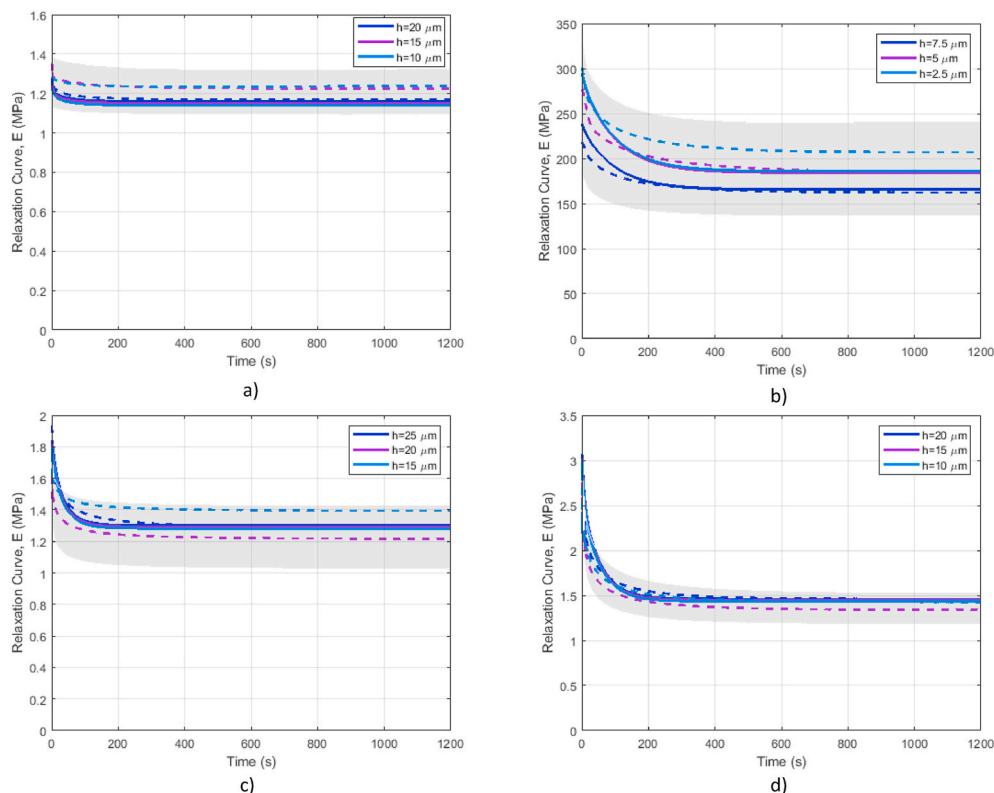 1.6
1.4
1.2
1
0.8
0.6
0.4
0.2
0
Relaxation Curve, E (MPa)
h=20 μm
h=15 μm
h=10 μm
0 200 400 600 800 1000 1200
Time (s)
a)
350
300
250
200
150
100
50
0
Relaxation Curve, E (MPa)
h=7.5 μm
h=5 μm
h=2.5 μm
0 200 400 600 800 1000 1200
Time (s)
b)
2
1.8
1.6
1.4
1.2
1
0.8
0.6
0.4
0.2
0
Relaxation Curve, E (MPa)
h=25 μm
h=20 μm
h=15 μm
0 200 400 600 800 1000 1200
Time (s)
c)
3.5
3
2.5
2
1.5
1
0.5
0
Relaxation Curve, E (MPa)
h=20 μm
h=15 μm
h=10 μm
0 200 400 600 800 1000 1200
Time (s)
d)